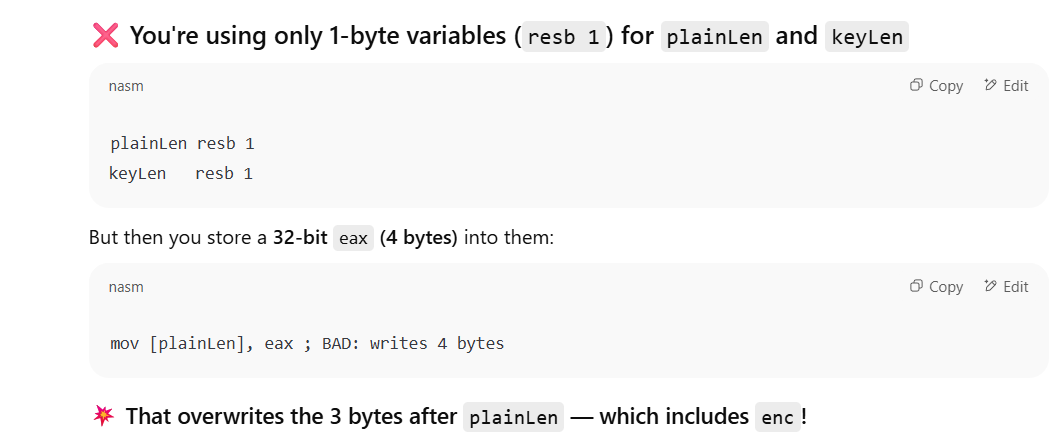 ❌ You're using only 1-byte variables (resb 1) for plainLen and keyLen
nasm
Copy
Edit
plainLen resb 1
keyLen   resb 1
But then you store a 32-bit eax (4 bytes) into them:
nasm
Copy
Edit
mov [plainLen], eax ; BAD: writes 4 bytes
💥 That overwrites the 3 bytes after plainLen — which includes enc!